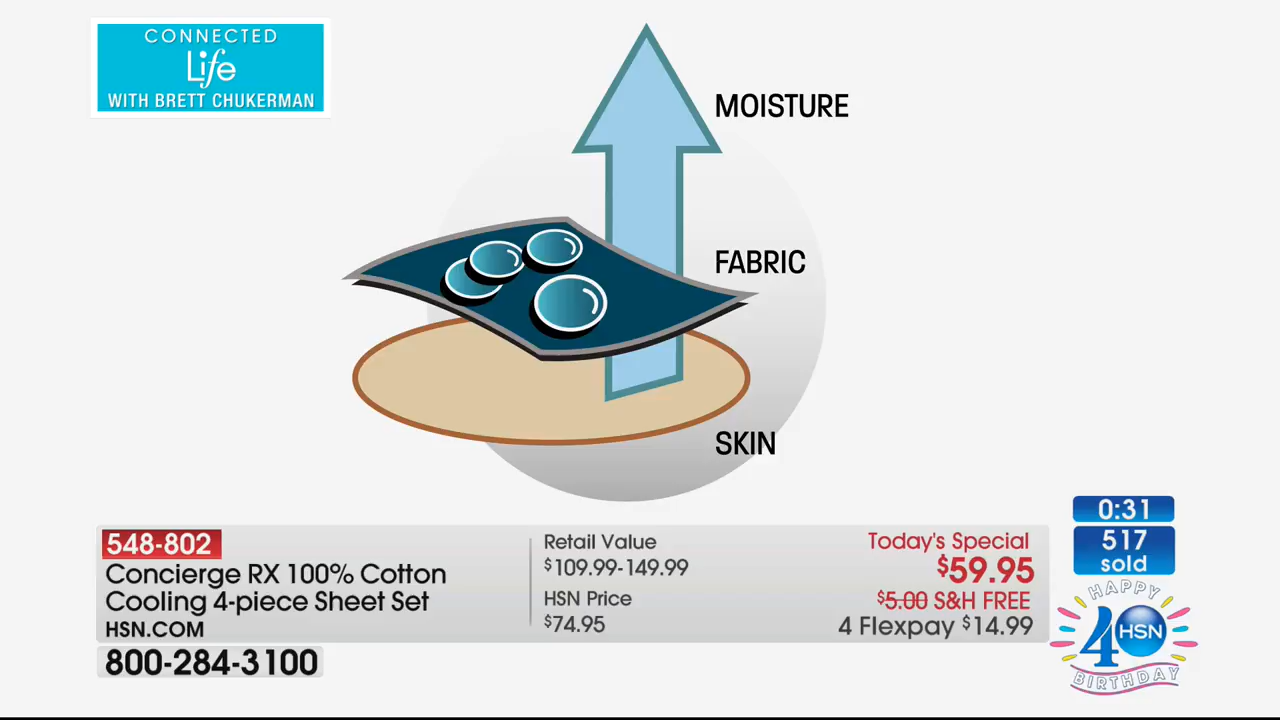 CONNECTED
Life
WITH BRETT CHUKERMAN
MOISTURE
FABRIC
SKIN
548-802
Concierge RX 100% Cotton
Cooling 4-piece Sheet Set
HSN.COM
800-284-3100
Retail Value
$109.99-149.99
HSN Price
$74.95
Today's Special
$59.95
$5.00 S&H FREE
4 Flexpay $14.99
0:31
517
sold
HAPPY
40
HSN
BIRTHDAY